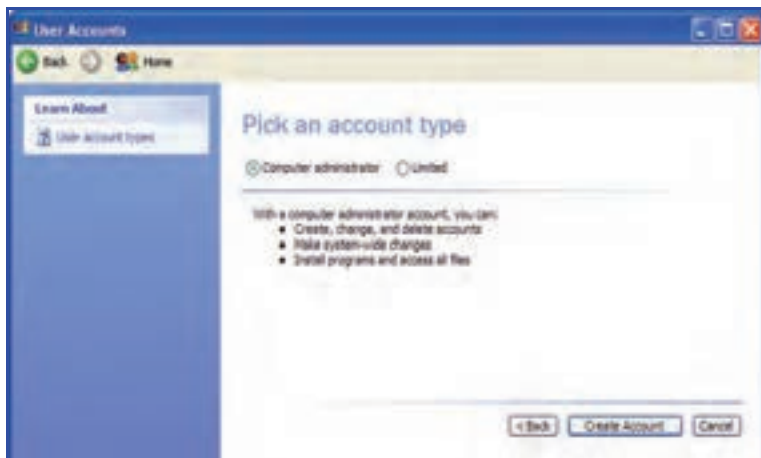 User Accounts
Back Home
Learn About
User account types
Pick an account type
Computer administrator Limited
With a computer administrator account, you can:
• Create, change, and delete accounts
• Make system-wide changes
• Install programs and access all files
< Back Create Account Cancel